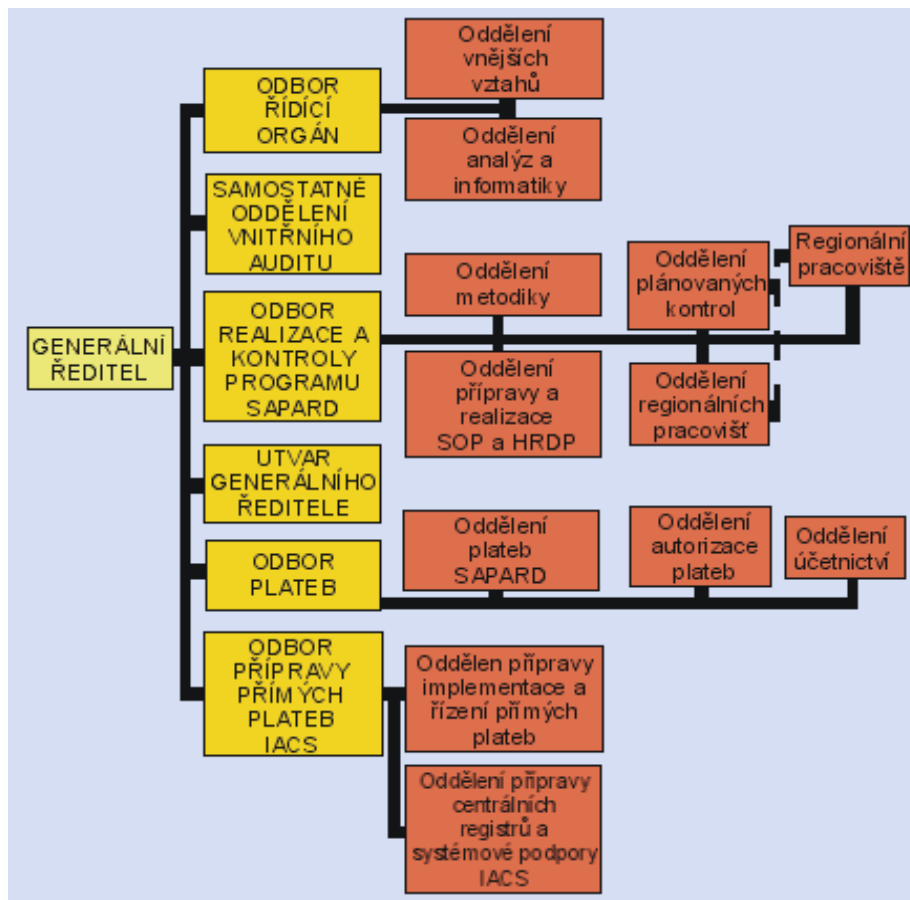 GENERÁLNÍ
ŘEDITEL
ODBOR
ŘÍDÍCÍ
ORGÁN
Oddělení
vnějších
vztahů
Oddělení
analýz a
informatiky
SAMOSTATNÉ
ODDĚLENÍ
VNITŘNÍHO
AUDITU
ODBOR
REALIZACE A
KONTROLY
PROGRAMU
SAPARD
Oddělení
metodiky
Oddělení
přípravy a
realizace
SOP a HRDP
Oddělení
plánovaných
kontrol
Oddělení
regionálních
pracovišť
Regionální
pracoviště
UTVAR
GENERÁLNÍHO
ŘEDITELE
ODBOR
PLATEB
Oddělení
plateb
SAPARD
Oddělení
autorizace
plateb
Oddělení
účetnictví
ODBOR
PŘÍPRAVY
PŘÍMÝCH
PLATEB
IACS
Oddělen přípravy
implementace a
řízení přímých
plateb
Oddělení přípravy
centrálních
registrů a
systémové podpory
IACS